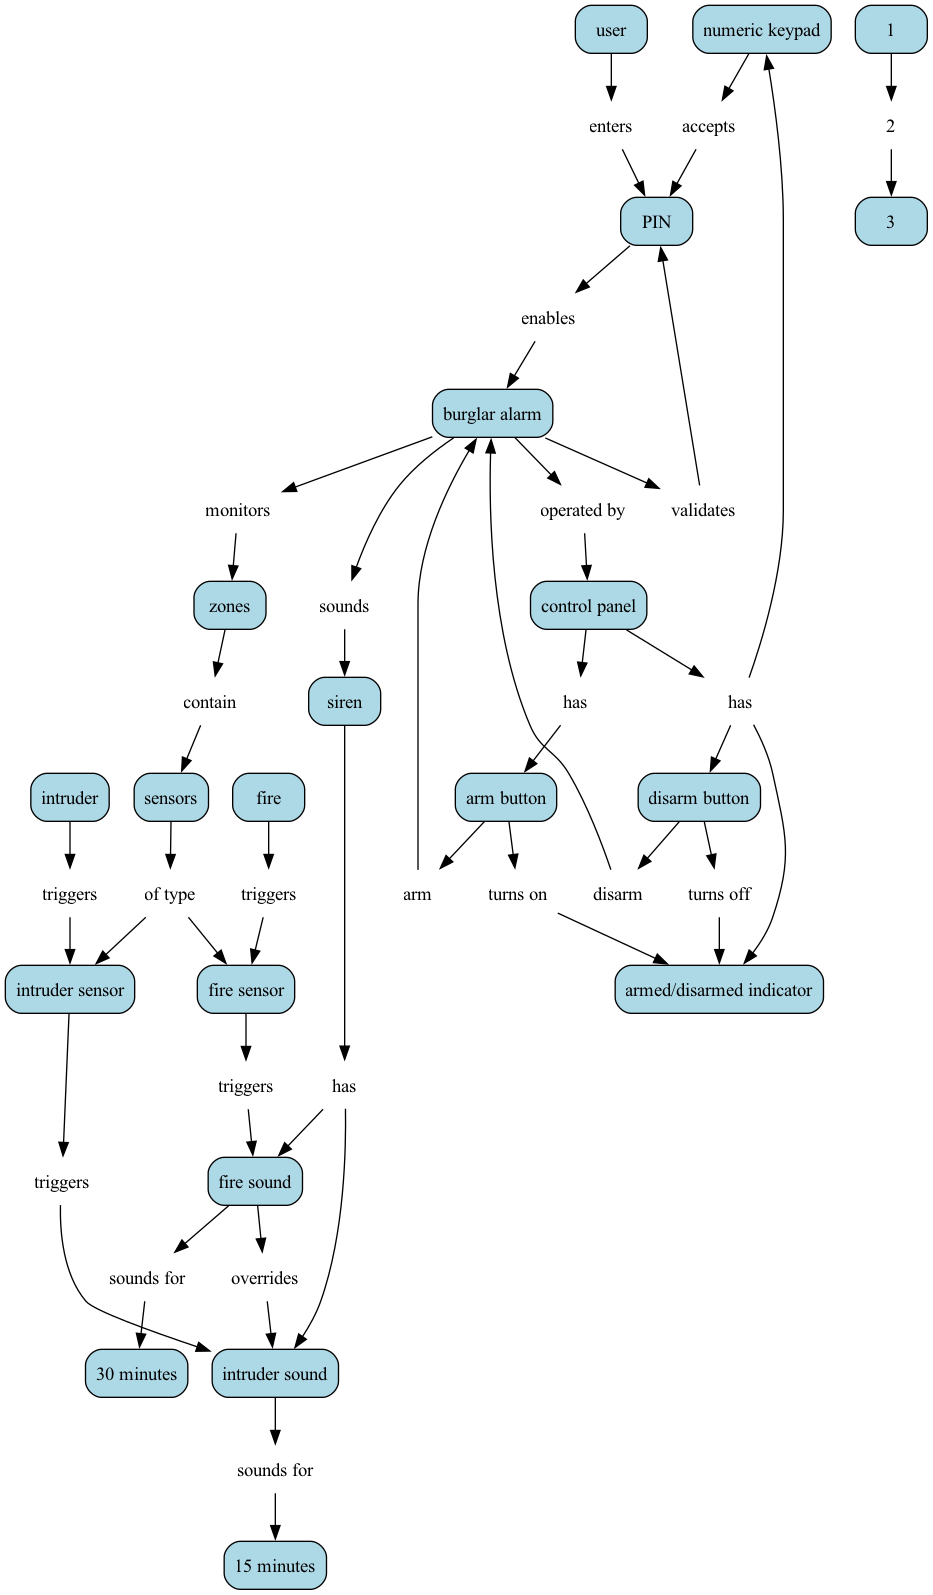 user
numeric keypad
1
enters
accepts
2
PIN
3
enables
burglar alarm
monitors
operated by
validates
zones
sounds
control panel
contain
siren
has
has
intruder
sensors
fire
arm button
disarm button
triggers
of type
triggers
arm
turns on
disarm
turns off
intruder sensor
fire sensor
armed/disarmed indicator
triggers
has
triggers
fire sound
sounds for
overrides
30 minutes
intruder sound
sounds for
15 minutes